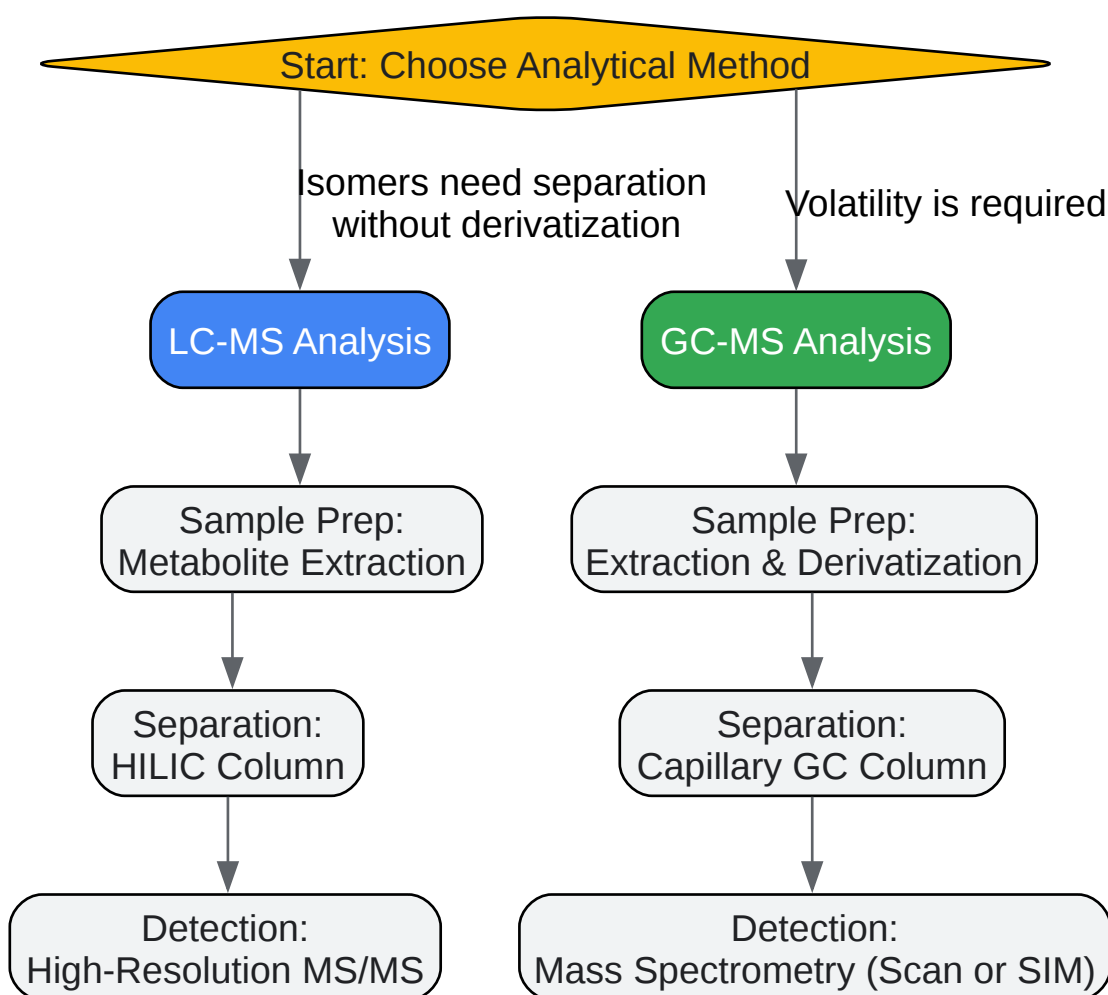 Start: Choose Analytical Method
Isomers need separation
without derivatization
Volatility is required
LC-MS Analysis
GC-MS Analysis
Sample Prep:
Metabolite Extraction
Sample Prep:
Extraction & Derivatization
Separation:
HILIC Column
Separation:
Capillary GC Column
Detection:
High-Resolution MS/MS
Detection:
Mass Spectrometry (Scan or SIM)